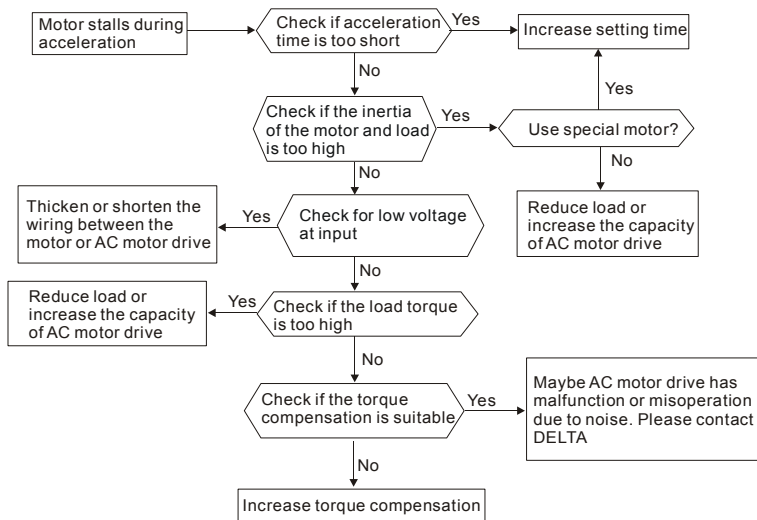 Motor stalls during
acceleration
Check if acceleration
time is too short
Yes
Increase setting time
No
Yes
Check if the inertia
of the motor and load
is too high
Yes
Use special motor?
No
No
Thicken or shorten the
wiring between the
motor or AC motor drive
Yes
Check for low voltage
at input
Reduce load or
increase the capacity
of AC motor drive
No
Reduce load or
increase the capacity
of AC motor drive
Yes
Check if the load torque
is too high
No
Check if the torque
compensation is suitable
Yes
Maybe AC motor drive has
malfunction or misoperation
due to noise. Please contact
DELTA
No
Increase torque compensation